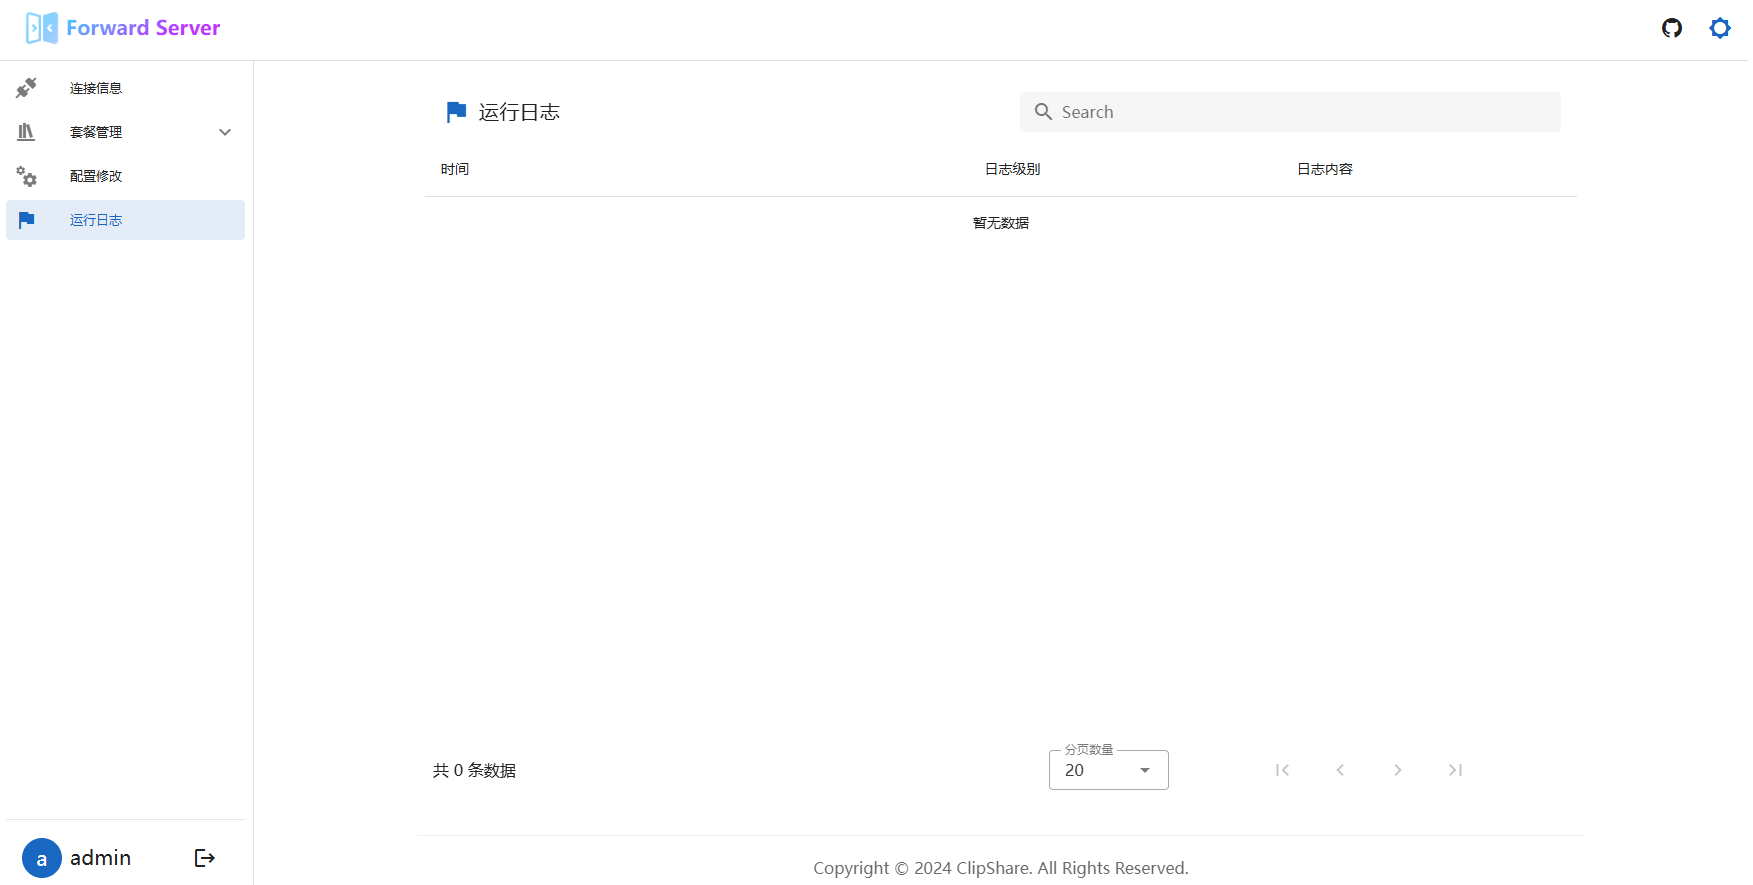 Forward Server
连接信息
套餐管理
配置修改
运行日志
运行日志
Search
时间 日志级别 日志内容
暂无数据
共 0 条数据
分页数量
20
a admin
Copyright © 2024 ClipShare. All Rights Reserved.